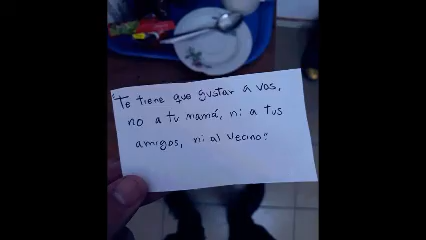 "Te tiene que gustar a vos,
no a tu mamá, ni a tus
amigos, ni al vecino"